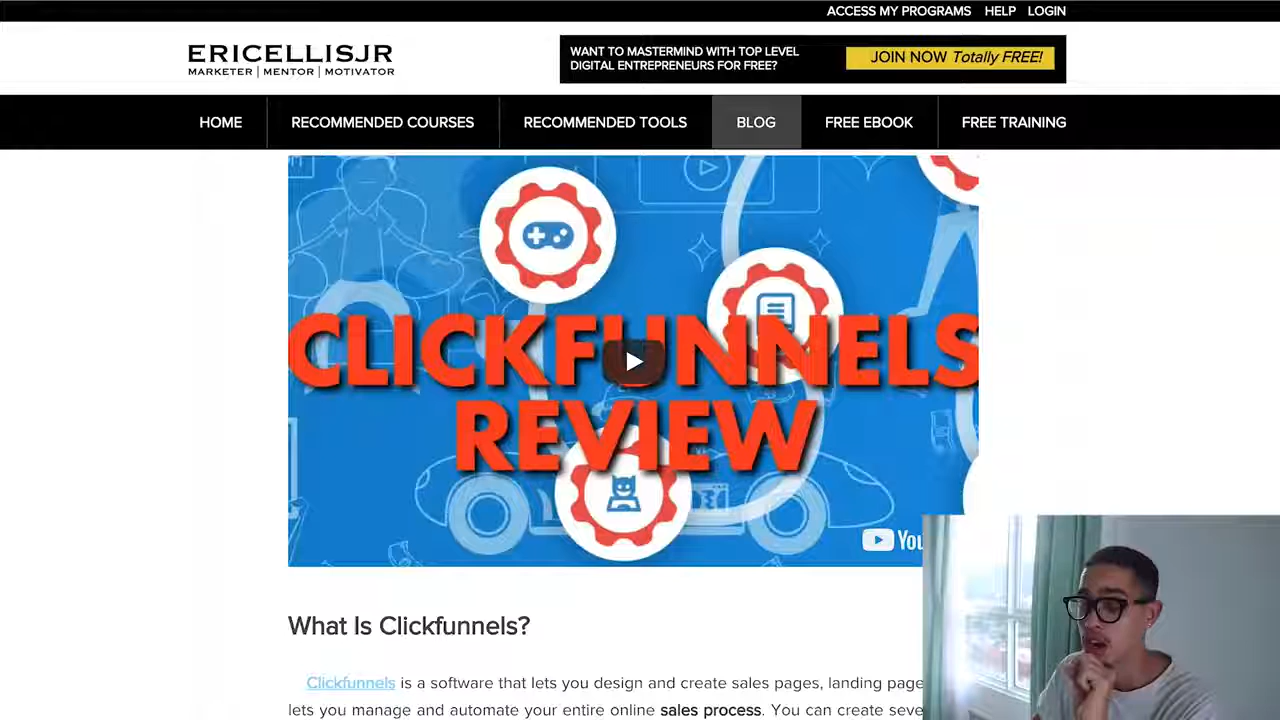 ACCESS MY PROGRAMS HELP LOGIN
ERICELLISJR
MARKETER | MENTOR | MOTIVATOR
WANT TO MASTERMIND WITH TOP LEVEL
DIGITAL ENTREPRENEURS FOR FREE?
JOIN NOW Totally FREE!
HOME RECOMMENDED COURSES RECOMMENDED TOOLS BLOG FREE EBOOK FREE TRAINING
CLICKFUNNELS
REVIEW
You
What Is Clickfunnels?
Clickfunnels is a software that lets you design and create sales pages, landing page
lets you manage and automate your entire online sales process. You can create seve